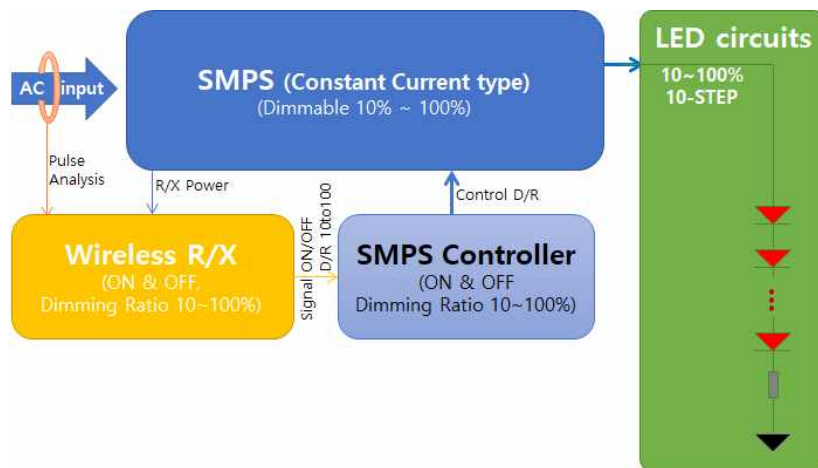 AC input
SMPS (Constant Current type)
(Dimmable 10% ~ 100%)
LED circuits
10~100%
10-STEP
Pulse
Analysis
R/X Power
Signal ON/OFF
D/R 10to100
Control D/R
Wireless R/X
(ON & OFF,
Dimming Ratio 10~100%)
SMPS Controller
(ON & OFF
Dimming Ratio 10~100%)